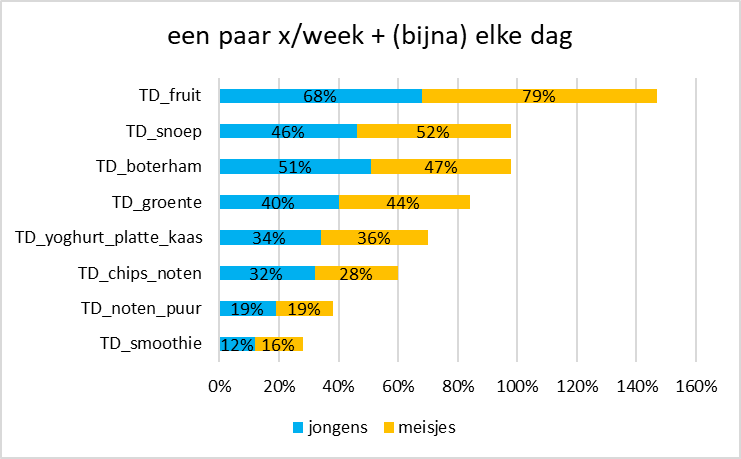 een paar x/week + (bijna) elke dag
TD_fruit 68% 79%
TD_snoep 46% 52%
TD_boterham 51% 47%
TD_groente 40% 44%
TD_yoghurt_platte_kaas 34% 36%
TD_chips_noten 32% 28%
TD_noten_puur 19% 19%
TD_smoothie 12% 16%
0% 20% 40% 60% 80% 100% 120% 140% 160%
jongens meisjes